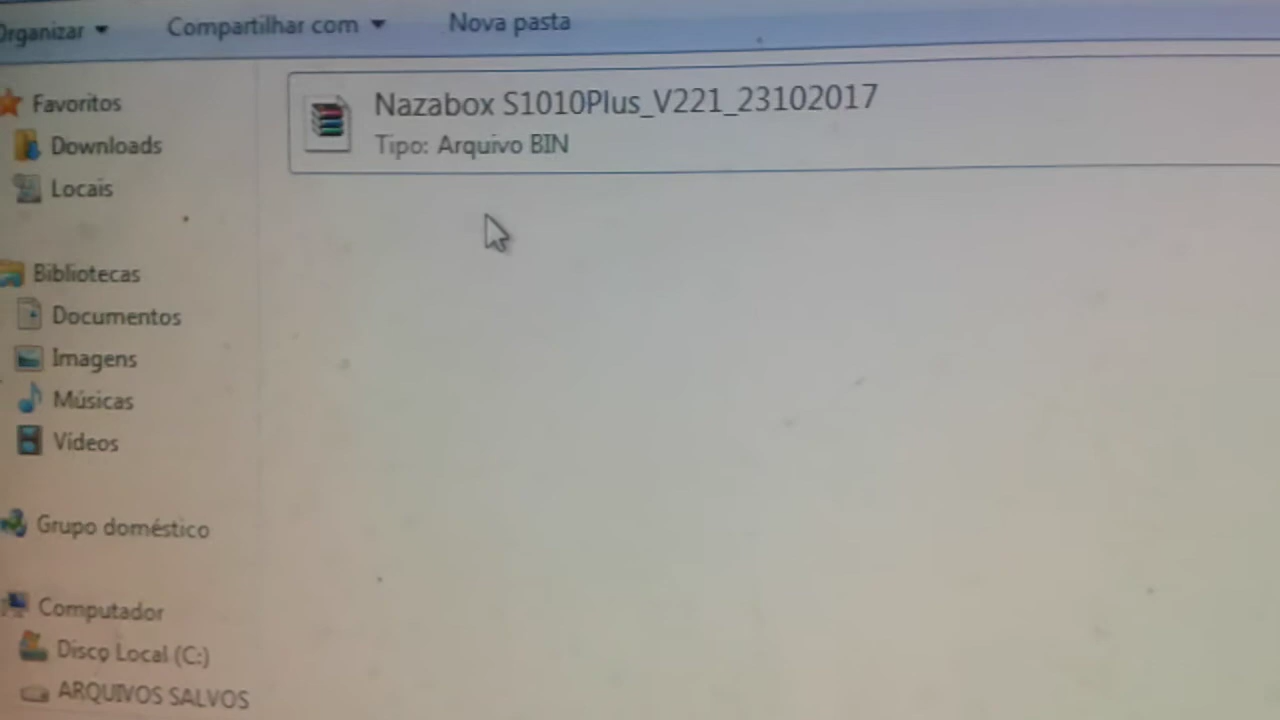 Organizar
Compartilhar com
Nova pasta
Favoritos
Downloads
Locais
Bibliotecas
Documentos
Imagens
Músicas
Vídeos
Grupo doméstico
Computador
Disco Local (C:)
ARQUIVOS SALVOS
Nazabox S1010Plus_V221_23102017
Tipo: Arquivo BIN